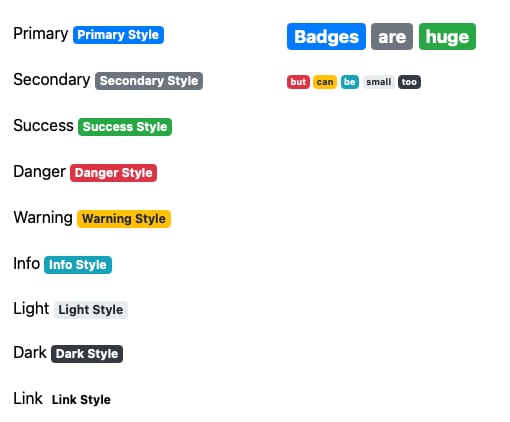 Primary Primary Style
Secondary Secondary Style
Success Success Style
Danger Danger Style
Warning Warning Style
Info Info Style
Light Light Style
Dark Dark Style
Link Link Style
Badges are huge
but can be small too